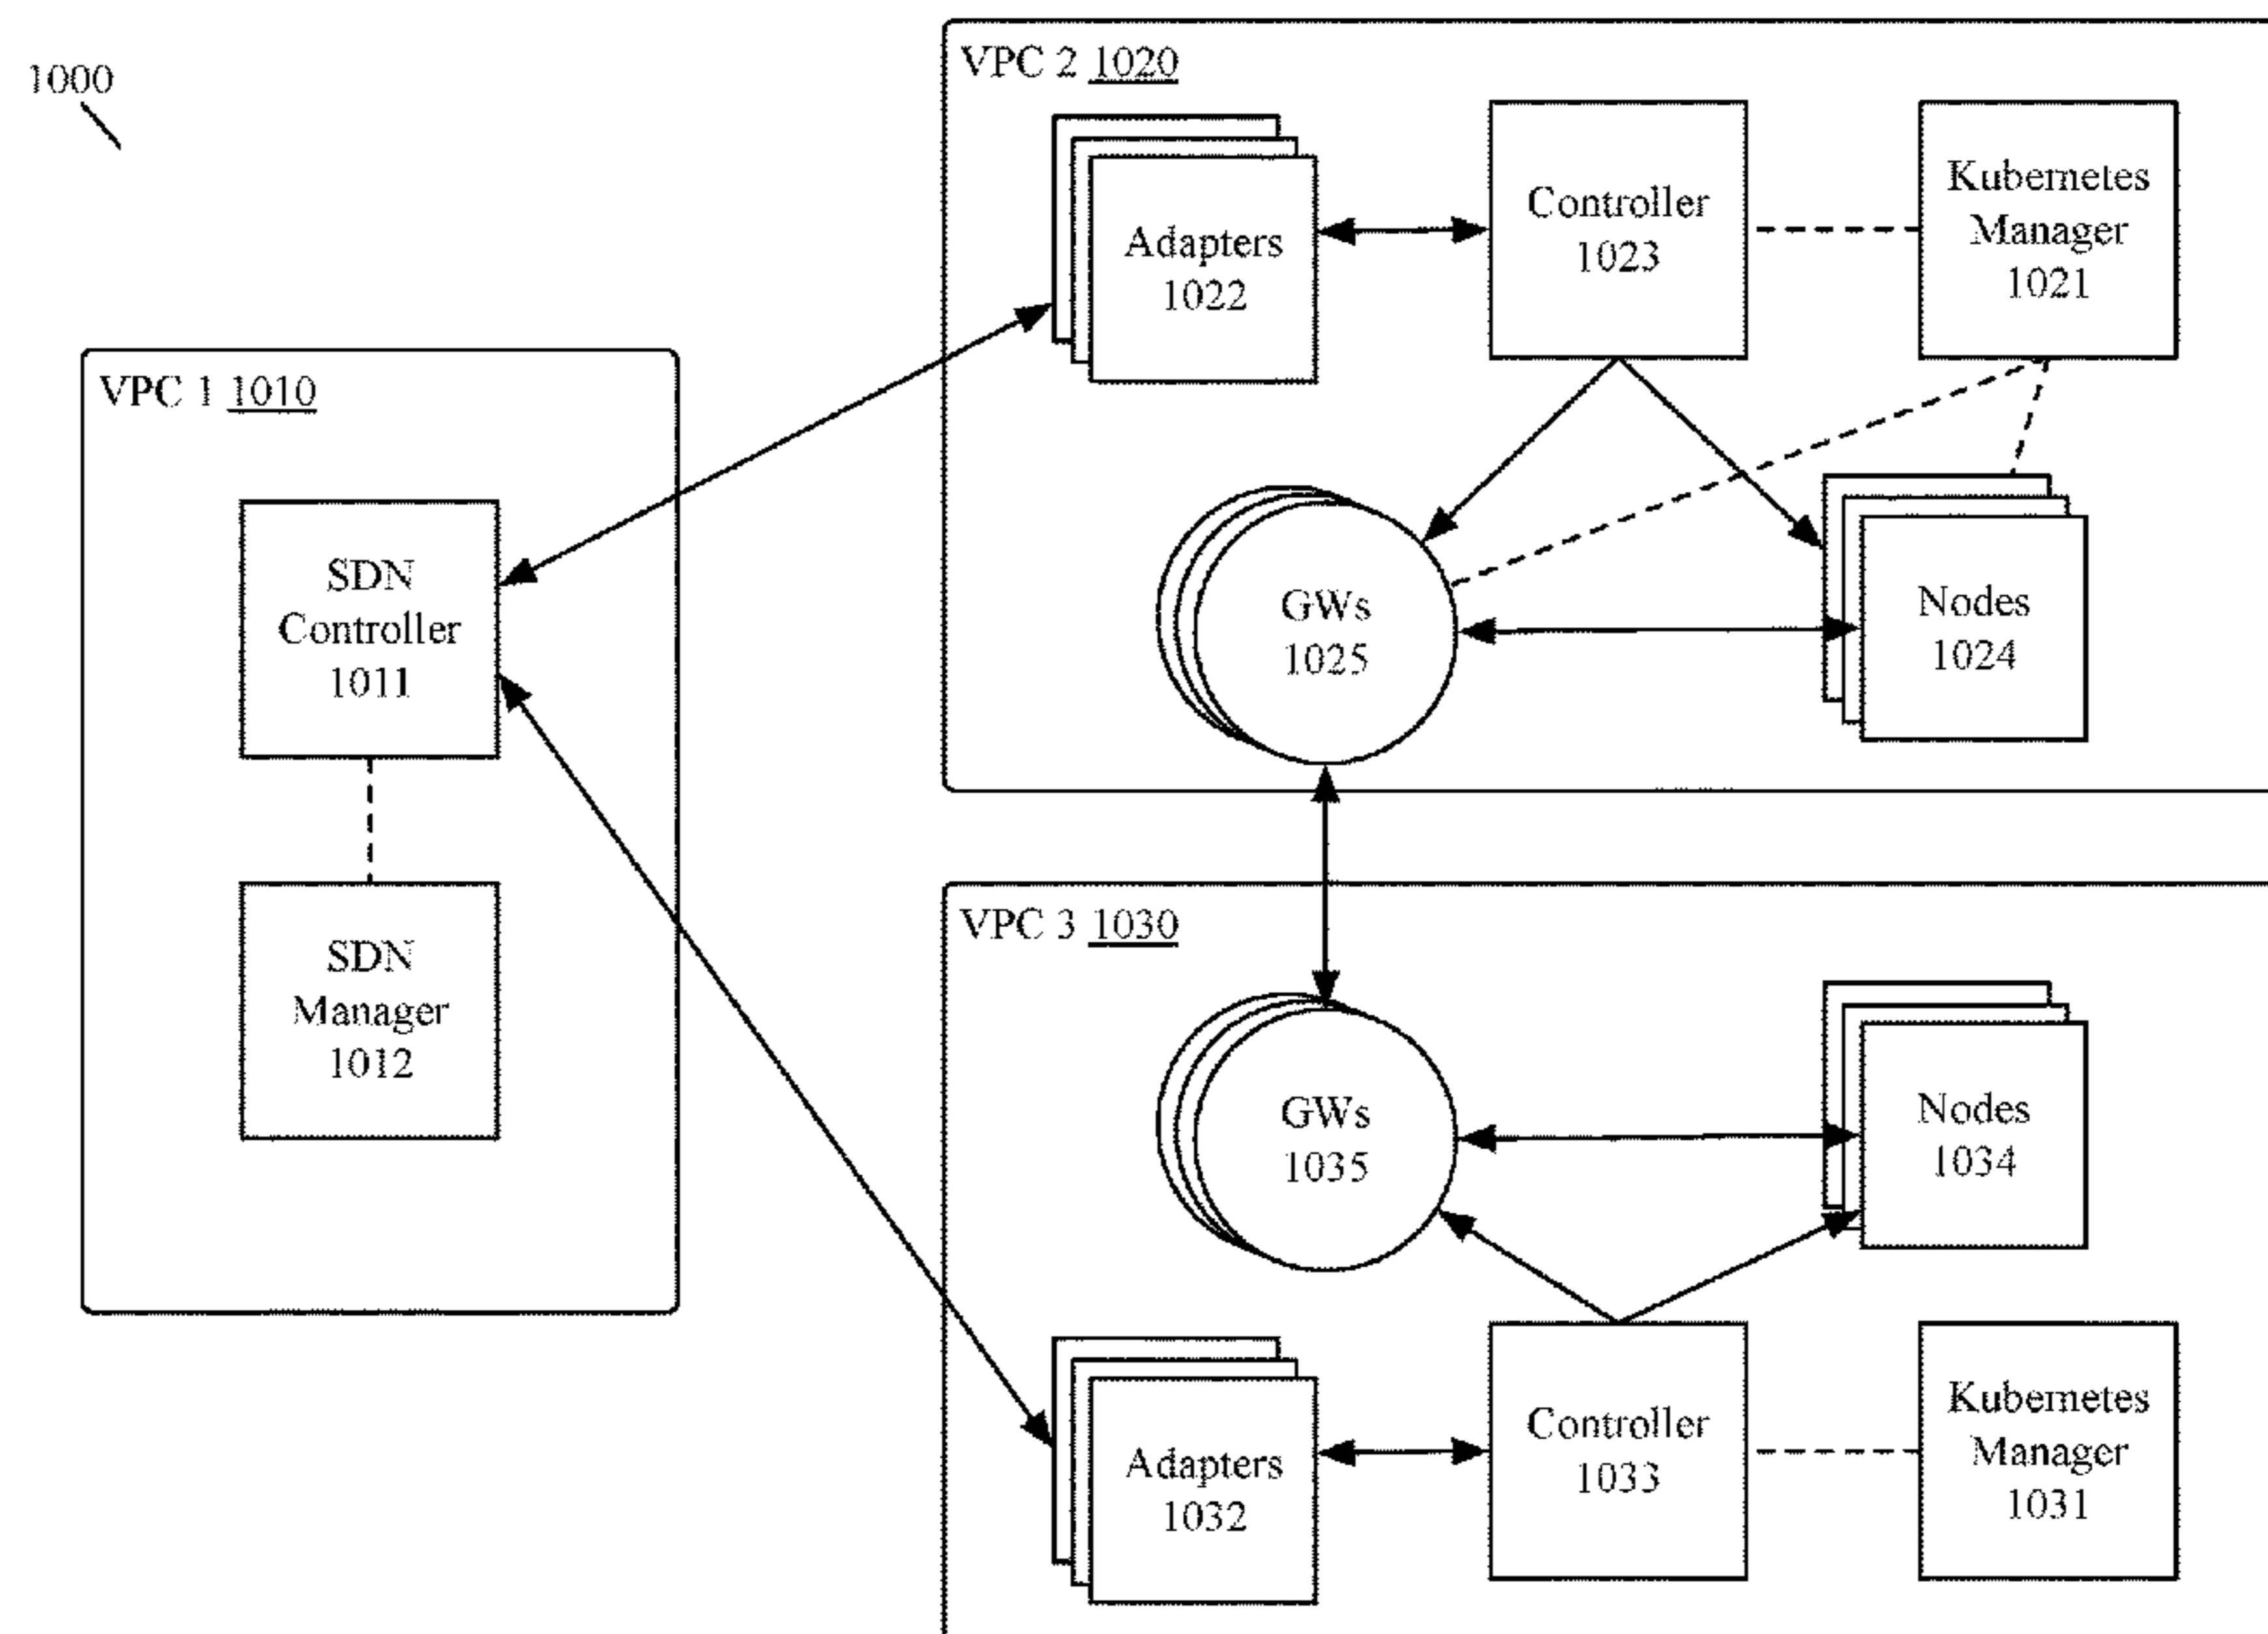 1000
VPC 1 1010
SDN
Controller
1011
SDN
Manager
1012
VPC 2 1020
Adapters
1022
Controller
1023
Kubernetes
Manager
1021
GWs
1025
Nodes
1024
VPC 3 1030
GWs
1035
Nodes
1034
Adapters
1032
Controller
1033
Kubernetes
Manager
1031